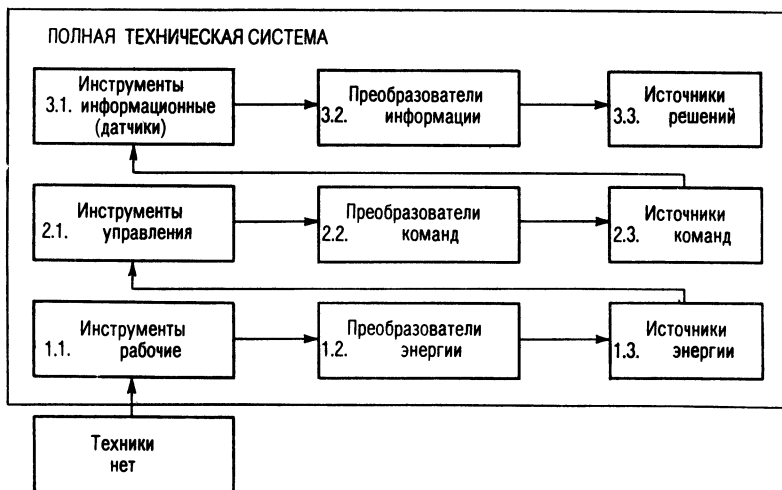 ПОЛНАЯ ТЕХНИЧЕСКАЯ СИСТЕМА
Инструменты
3.1. информационные
(датчики)
Преобразователи
3.2. информации
Источники
3.3. решений
Инструменты
2.1. управления
Преобразователи
2.2. команд
Источники
2.3. команд
Инструменты
1.1. рабочие
Преобразователи
1.2. энергии
Источники
1.3. энергии
Техники
нет